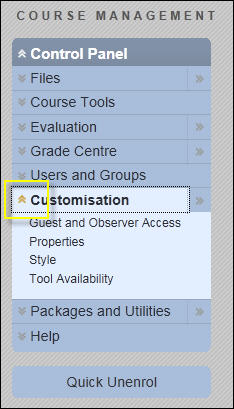 COURSE MANAGEMENT
Control Panel
Files
Course Tools
Evaluation
Grade Centre
Users and Groups
Customisation
Guest and Observer Access
Properties
Style
Tool Availability
Packages and Utilities
Help
Quick Unenrol